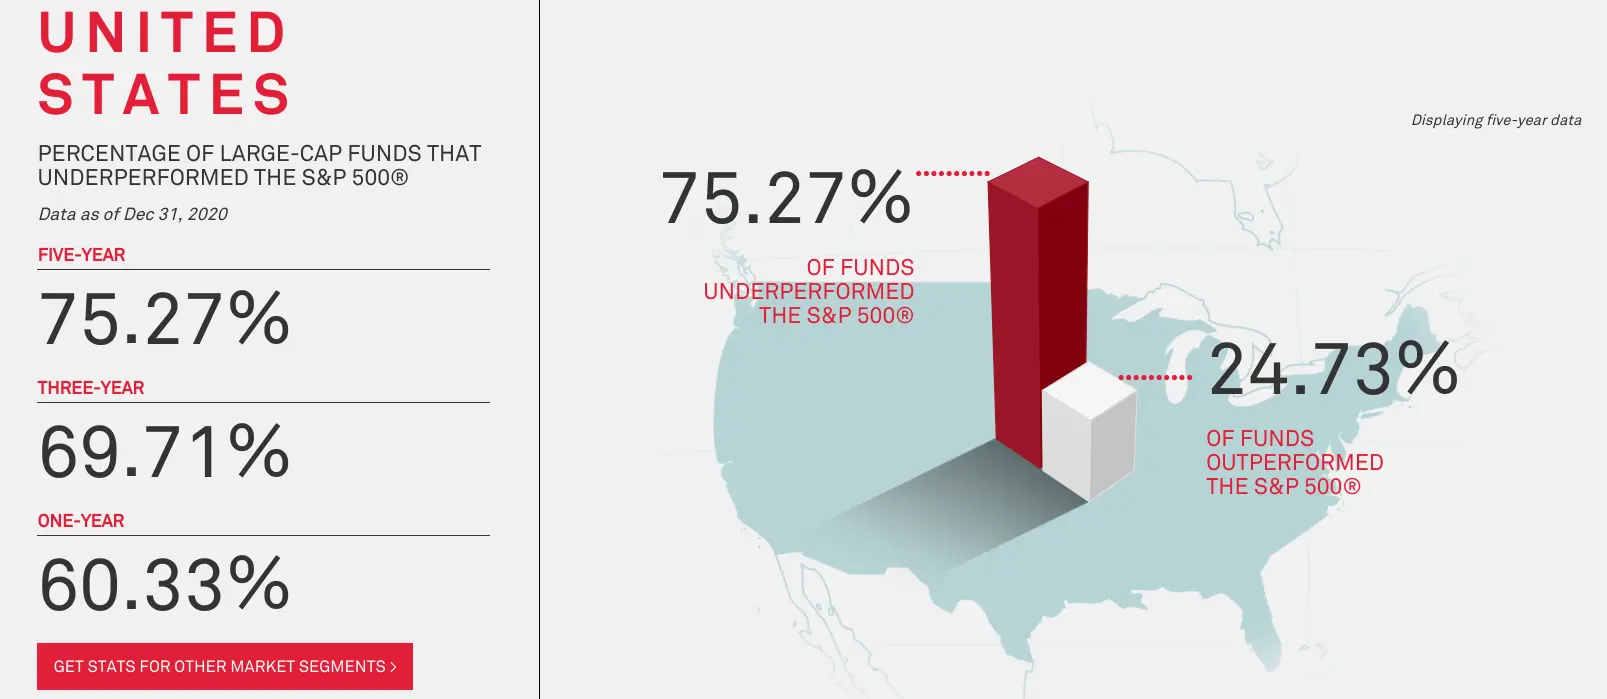 UNITED
STATES
PERCENTAGE OF LARGE-CAP FUNDS THAT
UNDERPERFORMED THE S&P 500®
Data as of Dec 31, 2020
FIVE-YEAR
75.27%
THREE-YEAR
69.71%
ONE-YEAR
60.33%
GET STATS FOR OTHER MARKET SEGMENTS >
Displaying five-year data
75.27%
OF FUNDS
UNDERPERFORMED
THE S&P 500®
24.73%
OF FUNDS
OUTPERFORMED
THE S&P 500®